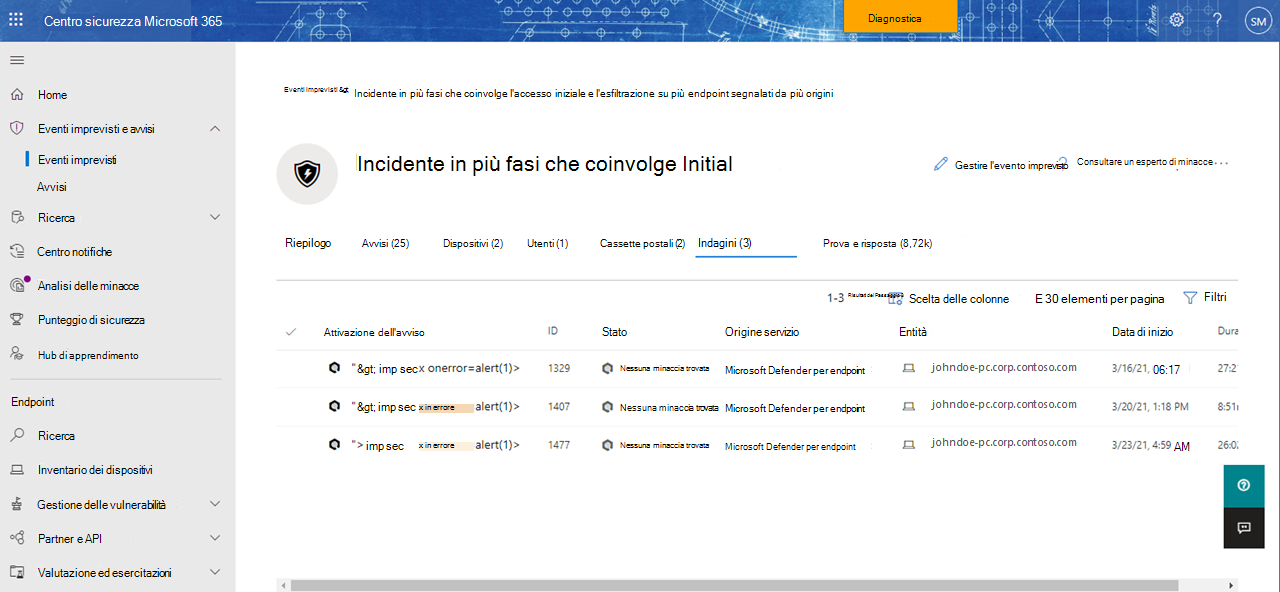 Centro sicurezza Microsoft 365
Diagnostica
?
SM
Home
Eventi imprevisti e avvisi
Eventi imprevisti
Avvisi
Ricerca
Centro notifiche
Analisi delle minacce
Punteggio di sicurezza
Hub di apprendimento
Endpoint
Ricerca
Inventario dei dispositivi
Gestione delle vulnerabilità
Partner e API
Valutazione ed esercitazioni
Eventi imprevisti &gt; Incidente in più fasi che coinvolge l'accesso iniziale e l'esfiltrazione su più endpoint segnalati da più origini
Incidente in più fasi che coinvolge Initial
Gestire l'evento imprevisto
Consultare un esperto di minacce ...
Riepilogo Avvisi (25) Dispositivi (2) Utenti (1) Cassette postali (2) Indagini (3) Prova e risposta (8,72k)
1-3 Scelta delle colonne E 30 elementi per pagina Filtri
Attivazione dell'avviso ID Stato Origine servizio Entità Data di inizio Dura
"&gt; imp secx onerror=alert(1)> 1329 Nessuna minaccia trovata Microsoft Defender per endpoint johndoe-pc.corp.contoso.com 3/16/21, 06:17 27:2
"&gt; imp sec x in errore alert(1)> 1407 Nessuna minaccia trovata Microsoft Defender per endpoint johndoe-pc.corp.contoso.com 3/20/21, 1:18 PM 8:51
"> imp sec x in errore alert(1)> 1477 Nessuna minaccia trovata Microsoft Defender per endpoint johndoe-pc.corp.contoso.com 3/23/21, 4:59 AM 26:0